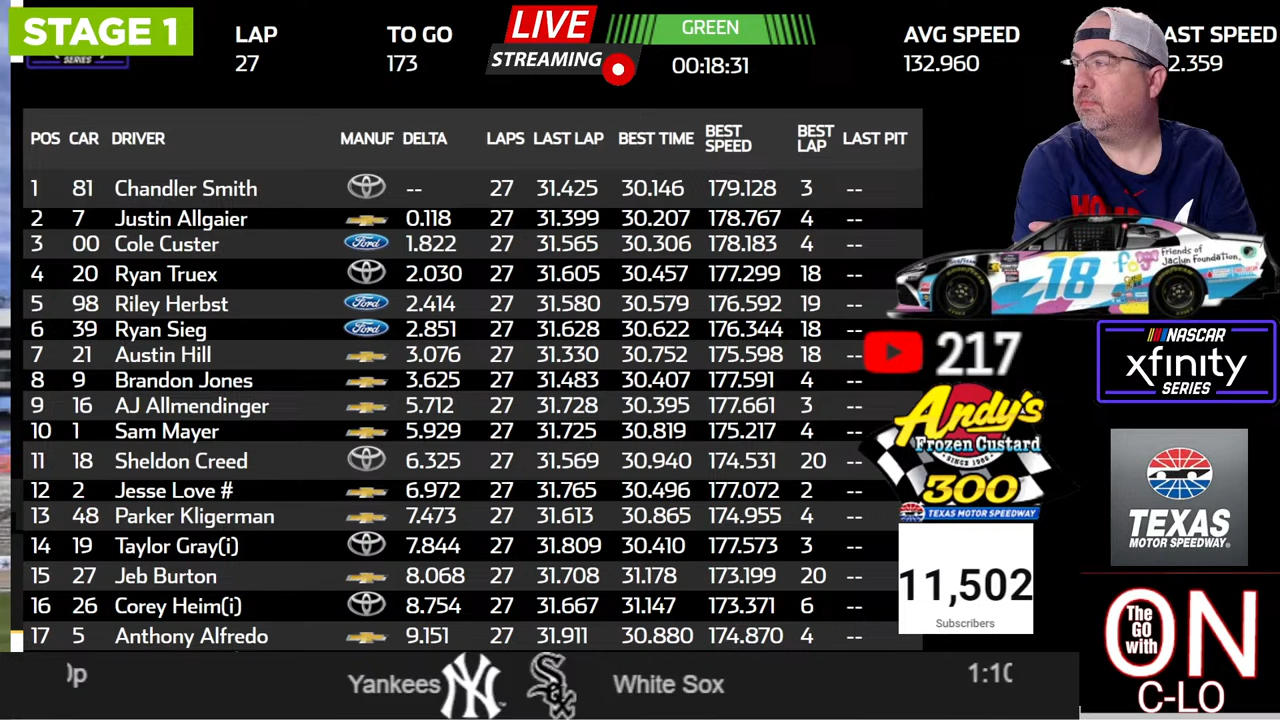 STAGE 1
SERIES
LAP
27
TO GO
173
LIVE
STREAMING
GREEN
00:18:31
AVG SPEED
132.960
AST SPEED
2.359
POS CAR DRIVER MANUF DELTA LAPS LAST LAP BEST TIME BEST SPEED BEST LAP LAST PIT
1 81 Chandler Smith -- 27 31.425 30.146 179.128 3 --
2 7 Justin Allgaier 0.118 27 31.399 30.207 178.767 4 --
3 00 Cole Custer Ford 1.822 27 31.565 30.306 178.183 4 --
4 20 Ryan Truex 2.030 27 31.605 30.457 177.299 18 --
5 98 Riley Herbst Ford 2.414 27 31.580 30.579 176.592 19 --
6 39 Ryan Sieg Ford 2.851 27 31.628 30.622 176.344 18 --
7 21 Austin Hill 3.076 27 31.330 30.752 175.598 18 --
8 9 Brandon Jones 3.625 27 31.483 30.407 177.591 4 --
9 16 AJ Allmendinger 5.712 27 31.728 30.395 177.661 3 --
10 1 Sam Mayer 5.929 27 31.725 30.819 175.217 4 --
11 18 Sheldon Creed 6.325 27 31.569 30.940 174.531 20 --
12 2 Jesse Love # 6.972 27 31.765 30.496 177.072 2 --
13 48 Parker Kligerman 7.473 27 31.613 30.865 174.955 4 --
14 19 Taylor Gray(i) 7.844 27 31.809 30.410 177.573 3 --
15 27 Jeb Burton 8.068 27 31.708 31.178 173.199 20 --
16 26 Corey Heim(i) 8.754 27 31.667 31.147 173.371 6 --
17 5 Anthony Alfredo 9.151 27 31.911 30.880 174.870 4 --
18
Friends of
Jaclyn Foundation
217
NASCAR
xfinity
SERIES
Andy's
Frozen Custard
300
TEXAS MOTOR SPEEDWAY
TEXAS
MOTOR SPEEDWAY
11,502
Subscribers
The GO with
ON
C-LO
Yankees NY SOX White Sox 1:10